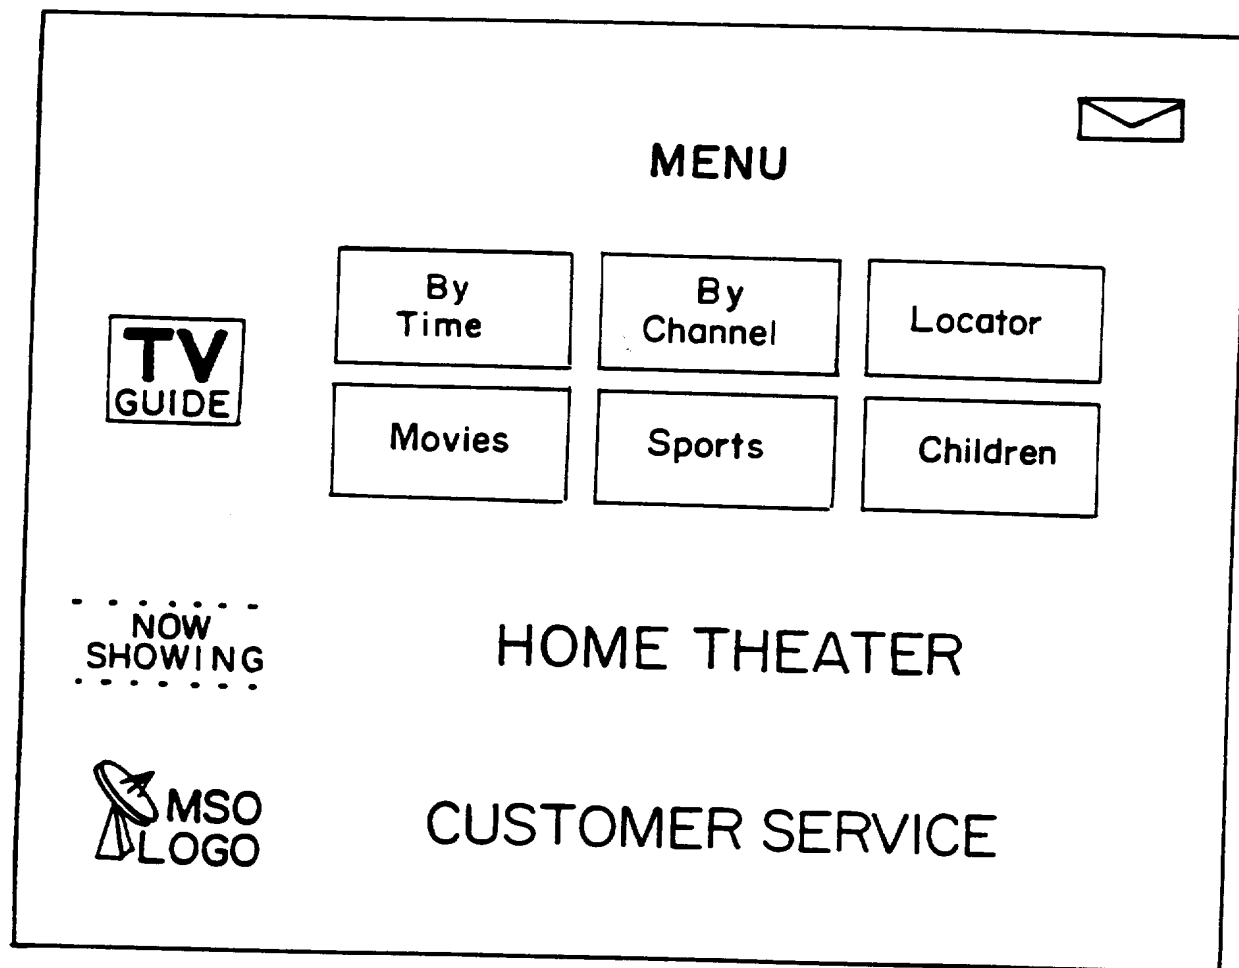 MENU
By
Time
By
Channel
Locator
TV
GUIDE
Movies
Sports
Children
NOW
SHOWING
HOME THEATER
MSO
LOGO
CUSTOMER SERVICE